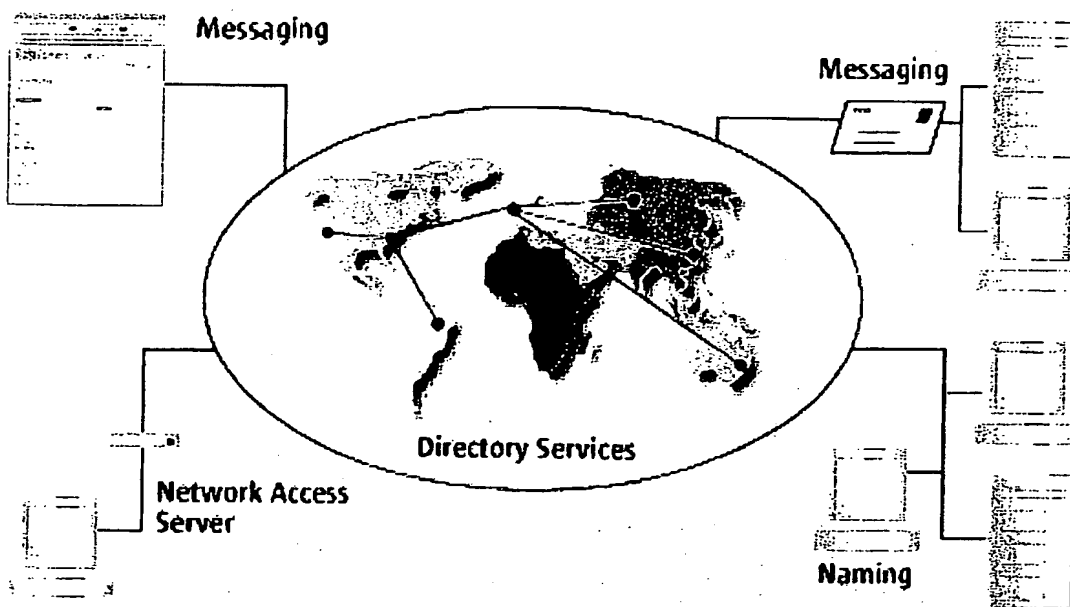 Messaging
Messaging
Directory Services
Network Access
Server
Naming